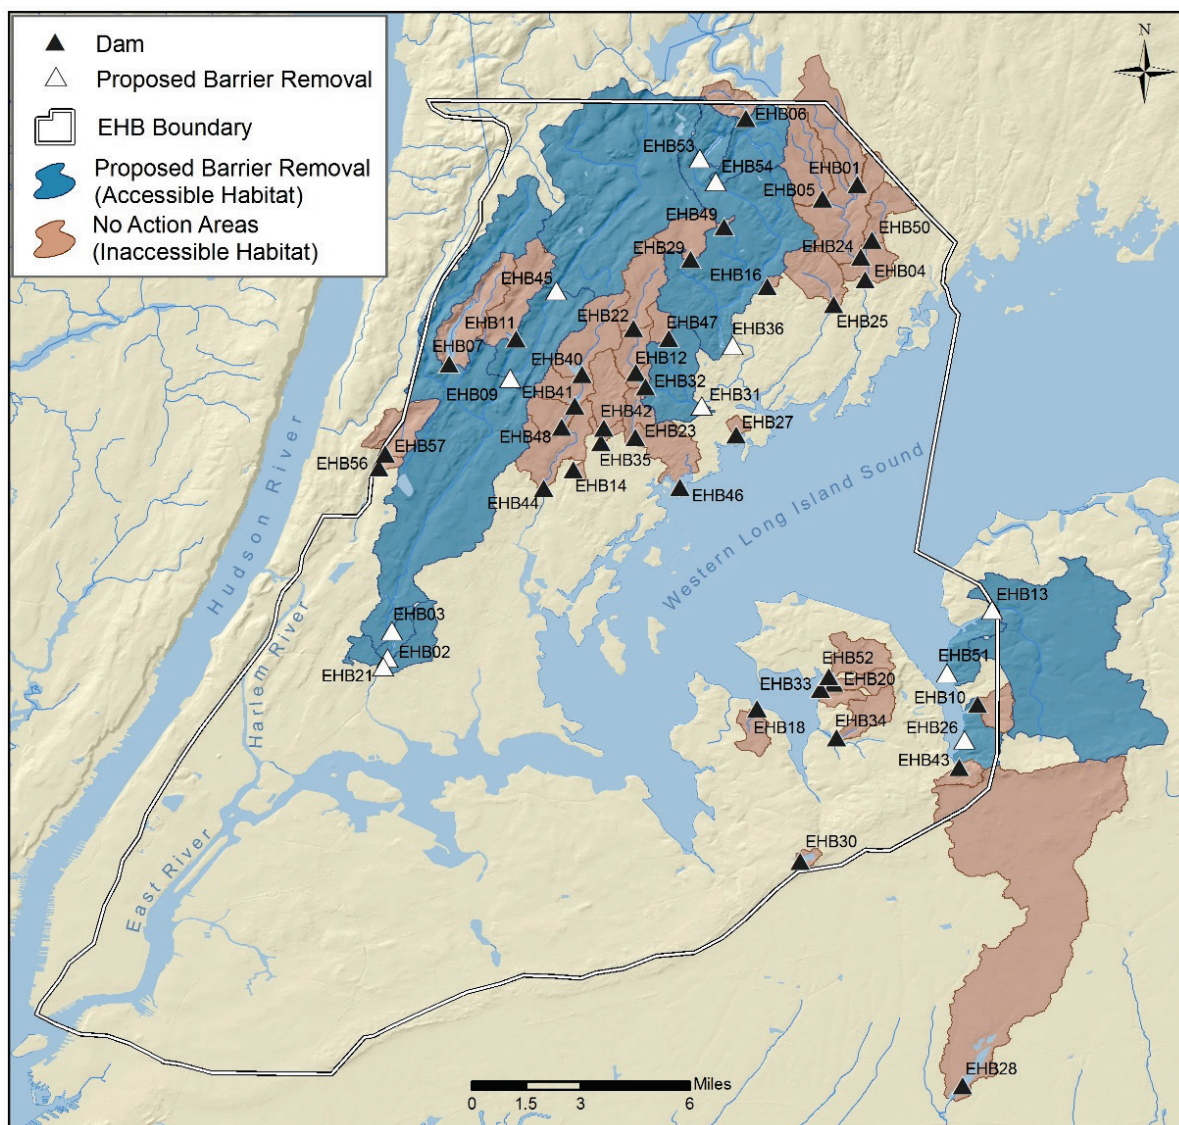 Dam
Proposed Barrier Removal
EHB Boundary
Proposed Barrier Removal
(Accessible Habitat)
No Action Areas
(Inaccessible Habitat)
N
EHB06
EHB53
EHB54
EHB01
EHB05
EHB49
EHB50
EHB29
EHB24
EHB16
EHB04
EHB45
EHB25
EHB22
EHB47
EHB36
EHB11
EHB07
EHB40
EHB12
EHB32
EHB09
EHB41
EHB31
EHB42
EHB27
EHB48
EHB23
EHB57
EHB35
EHB56
EHB14
EHB46
EHB44
Hudson River
Western Long Island Sound
Harlem River
EHB03
EHB13
EHB02
EHB21
EHB52
EHB51
EHB20
EHB33
EHB10
EHB18
EHB34
EHB26
EHB43
East River
EHB30
EHB28
Miles
0 1.5 3 6